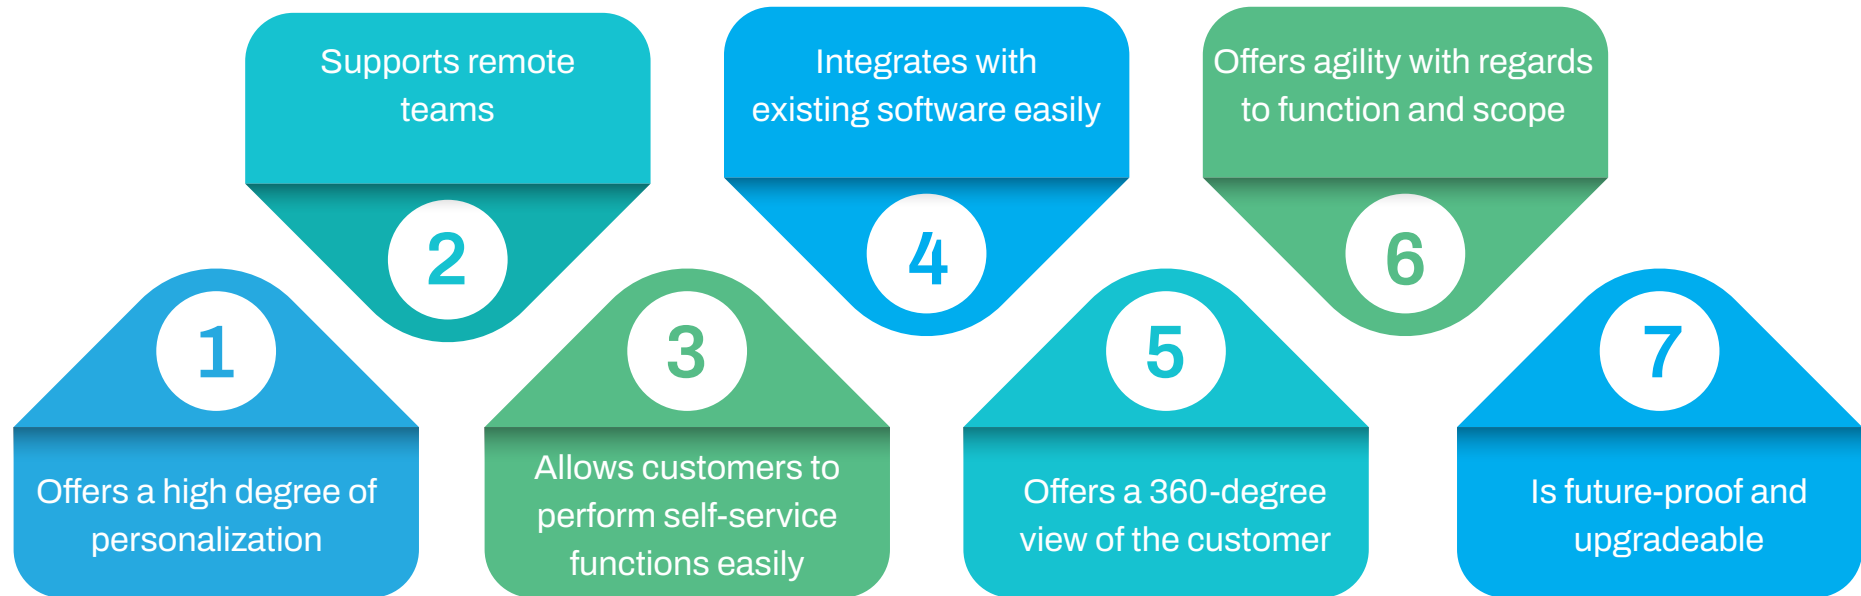 1
Offers a high degree of
personalization
Supports remote
teams
2
3
Allows customers to
perform self-service
functions easily
Integrates with
existing software easily
4
5
Offers a 360-degree
view of the customer
Offers agility with regards
to function and scope
6
7
Is future-proof and
upgradeable